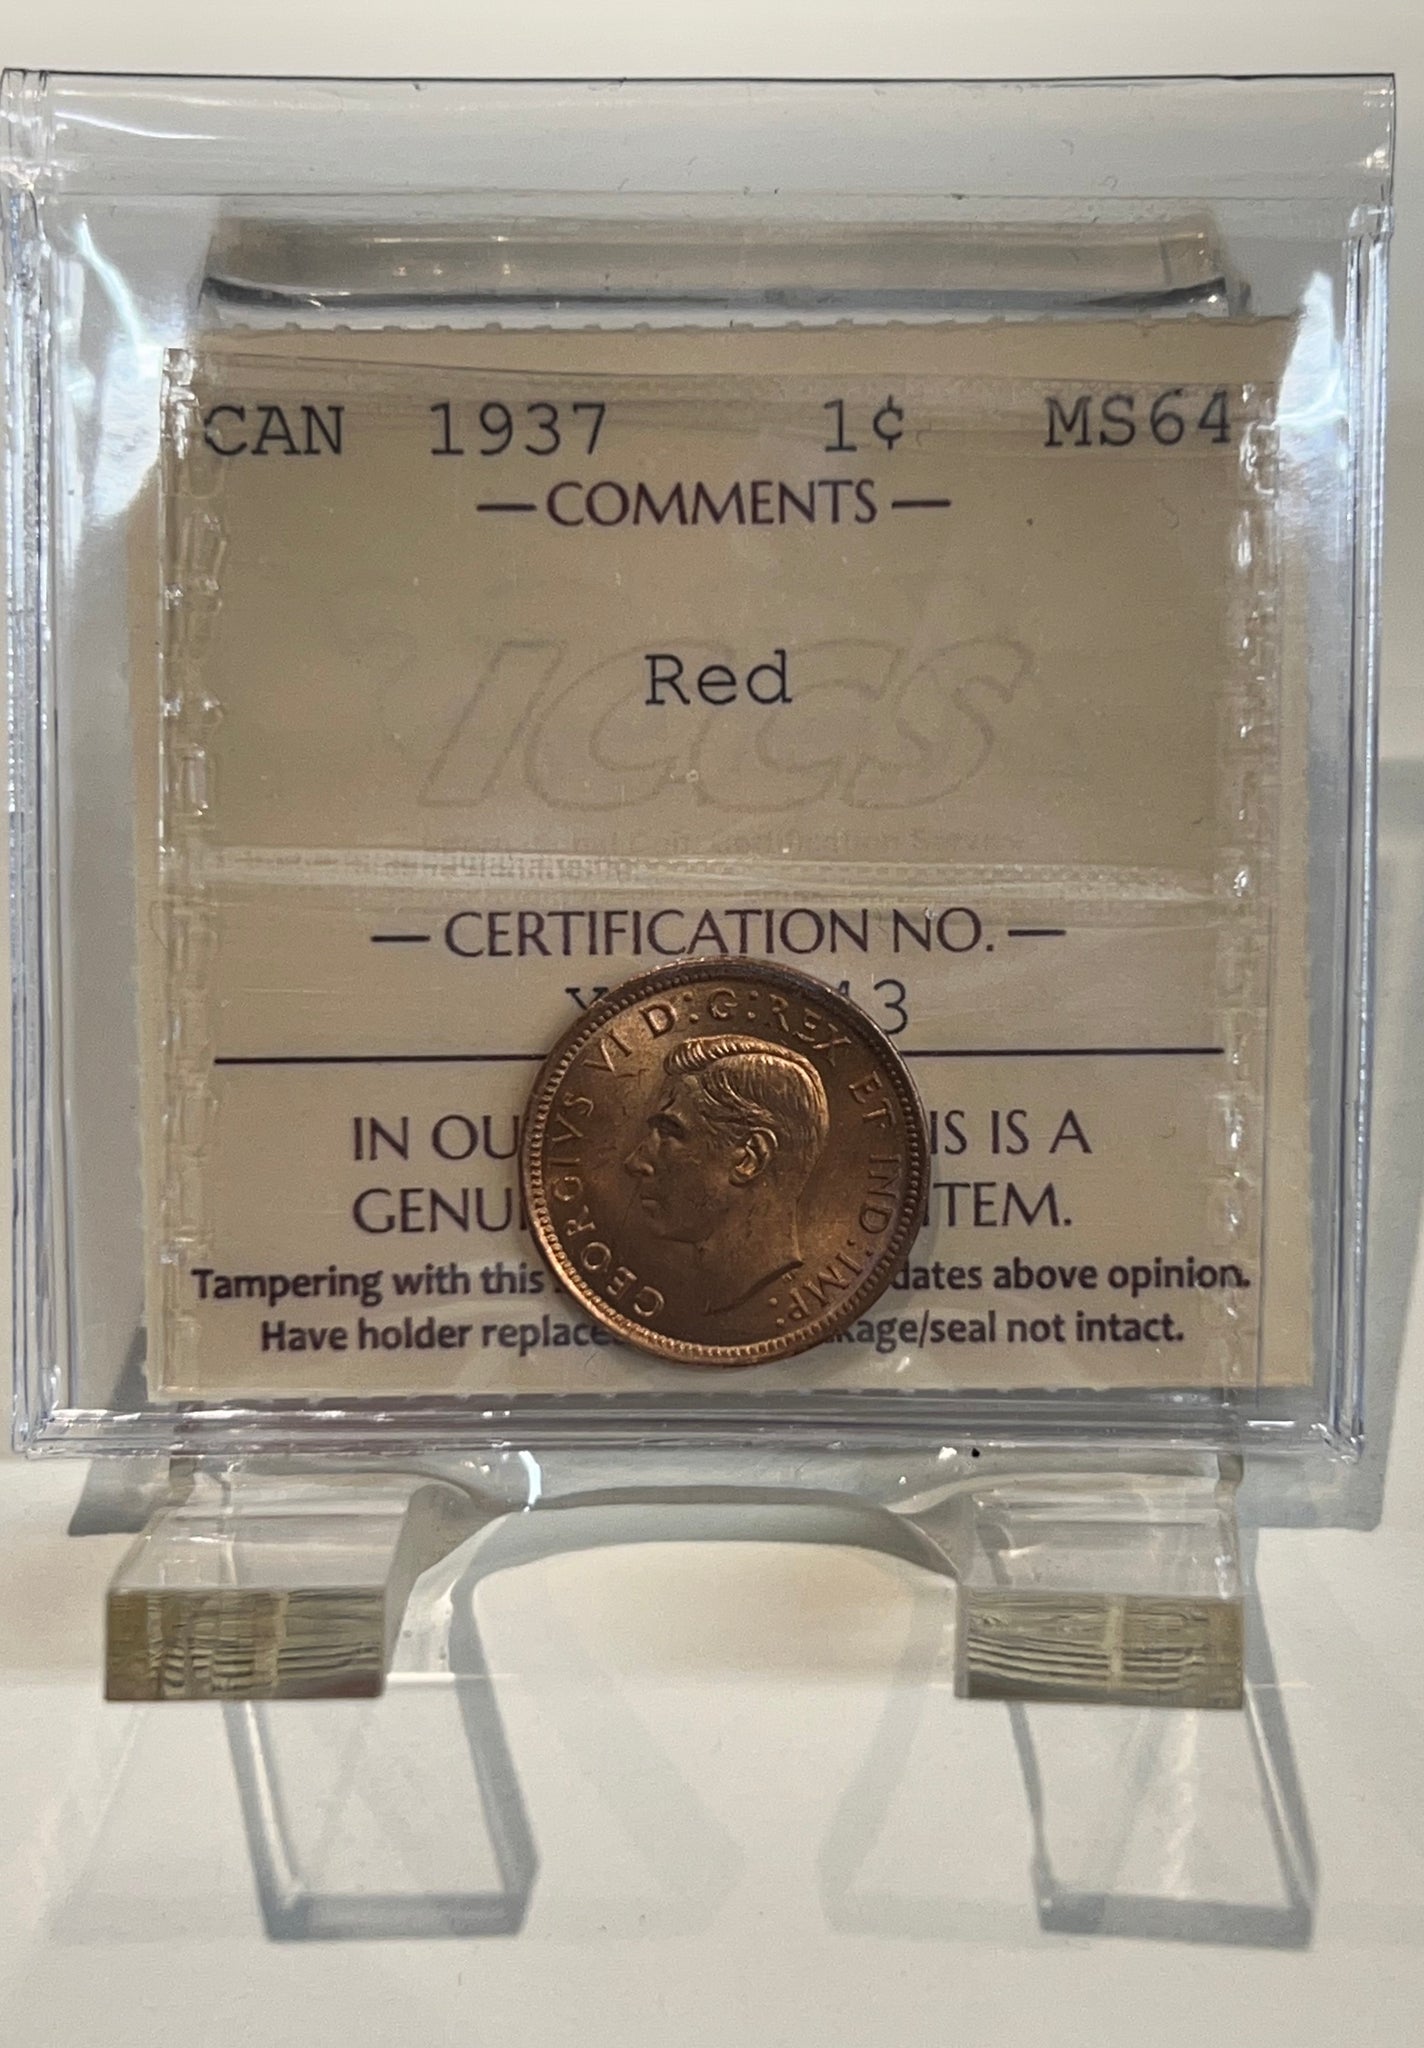 CAN 1937 1¢ MS64
— COMMENTS —
Red
ICCS
— CERTIFICATION NO. —
IN OU IS IS A
GENUI ITEM.
Tampering with this dates above opinion.
Have holder replace kage/seal not intact.
GEORGIVS VI D:G:REX ET IND:IMP: